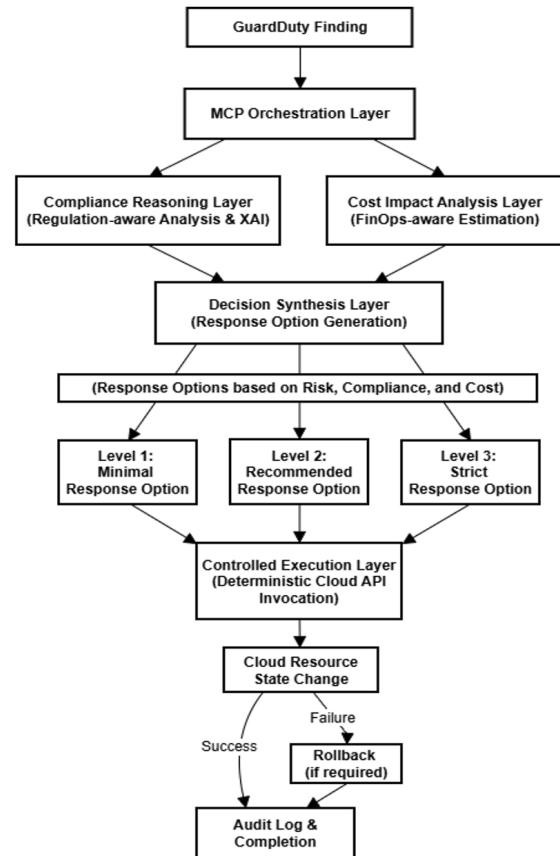 GuardDuty Finding
MCP Orchestration Layer
Compliance Reasoning Layer
(Regulation-aware Analysis & XAI)
Cost Impact Analysis Layer
(FinOps-aware Estimation)
Decision Synthesis Layer
(Response Option Generation)
(Response Options based on Risk, Compliance, and Cost)
Level 1:
Minimal
Response Option
Level 2:
Recommended
Response Option
Level 3:
Strict
Response Option
Controlled Execution Layer
(Deterministic Cloud API
Invocation)
Cloud Resource
State Change
Failure
Success
Rollback
(if required)
Audit Log &
Completion